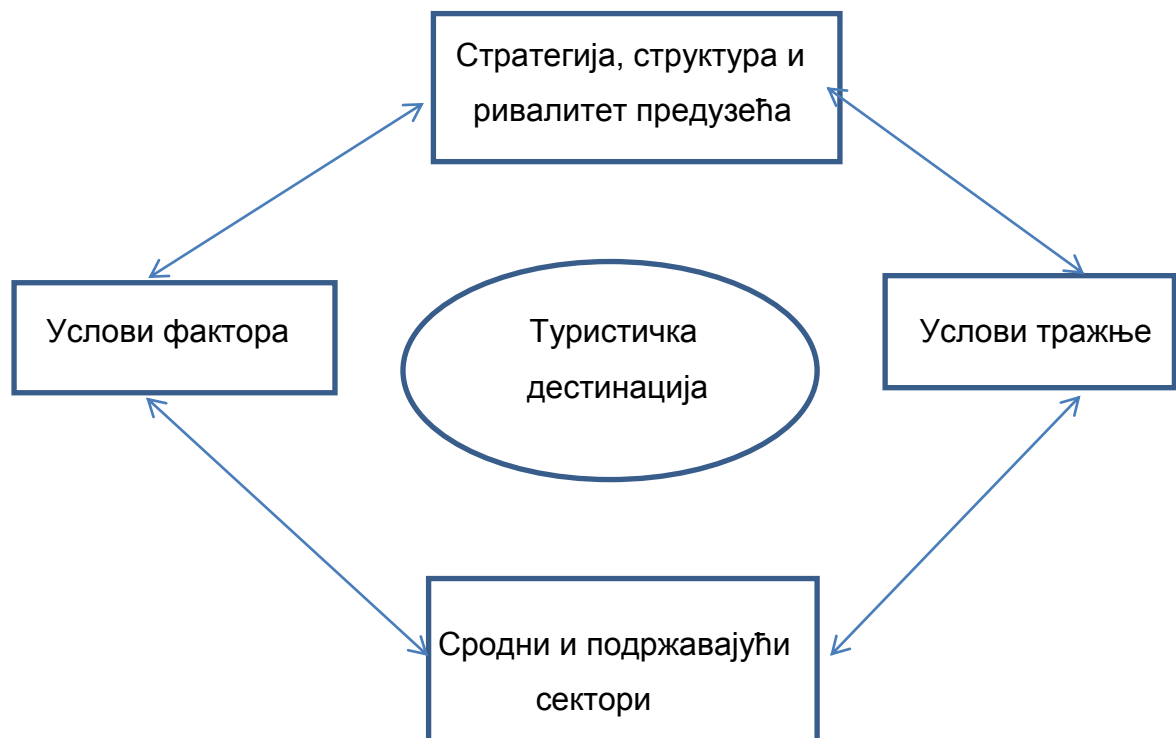 Стратегија, структура и
ривалитет предузећа
Услови фактора
Туристичка
дестинација
Услови тражње
Сродни и подржавајући
сектори